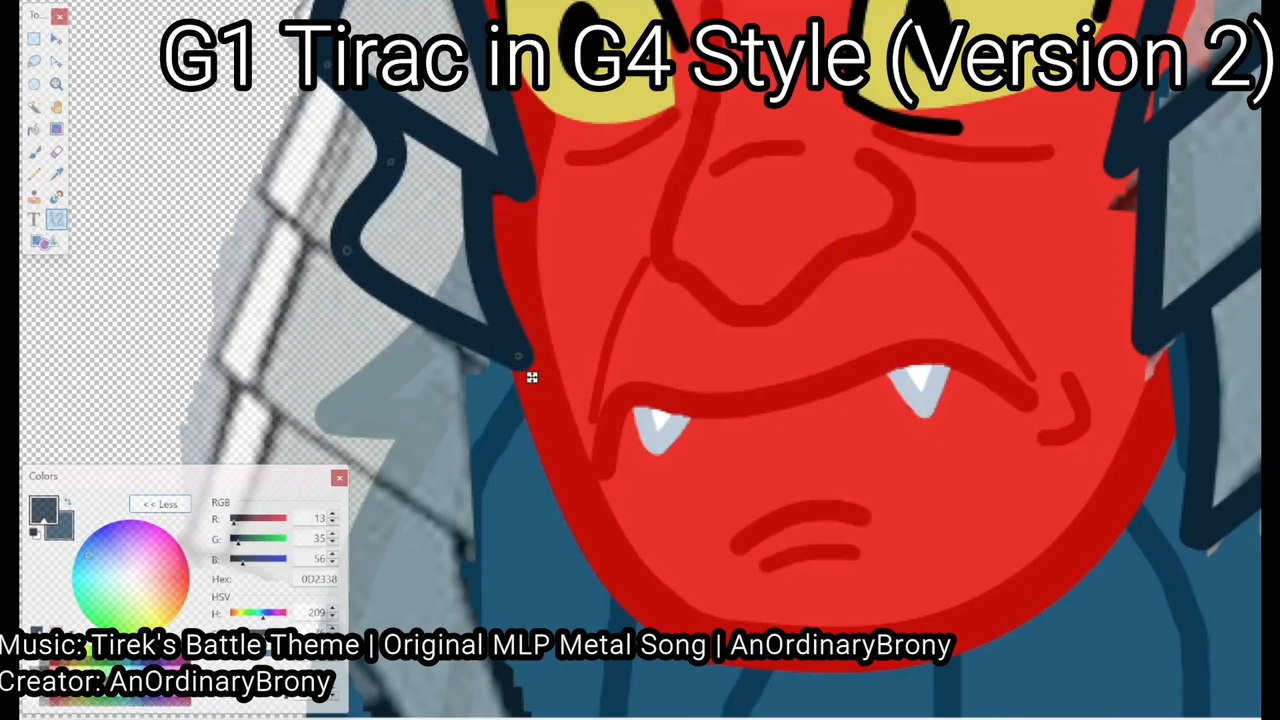 To...
G1 Tirac in G4 Style (Version 2)
T
Colors
<< Less
RGB
R: 13
G: 35
B: 56
Hex: 0D2338
HSV
H: 209
Music: Tirek's Battle Theme | Original MLP Metal Song | AnOrdinaryBrony
Creator: AnOrdinaryBrony